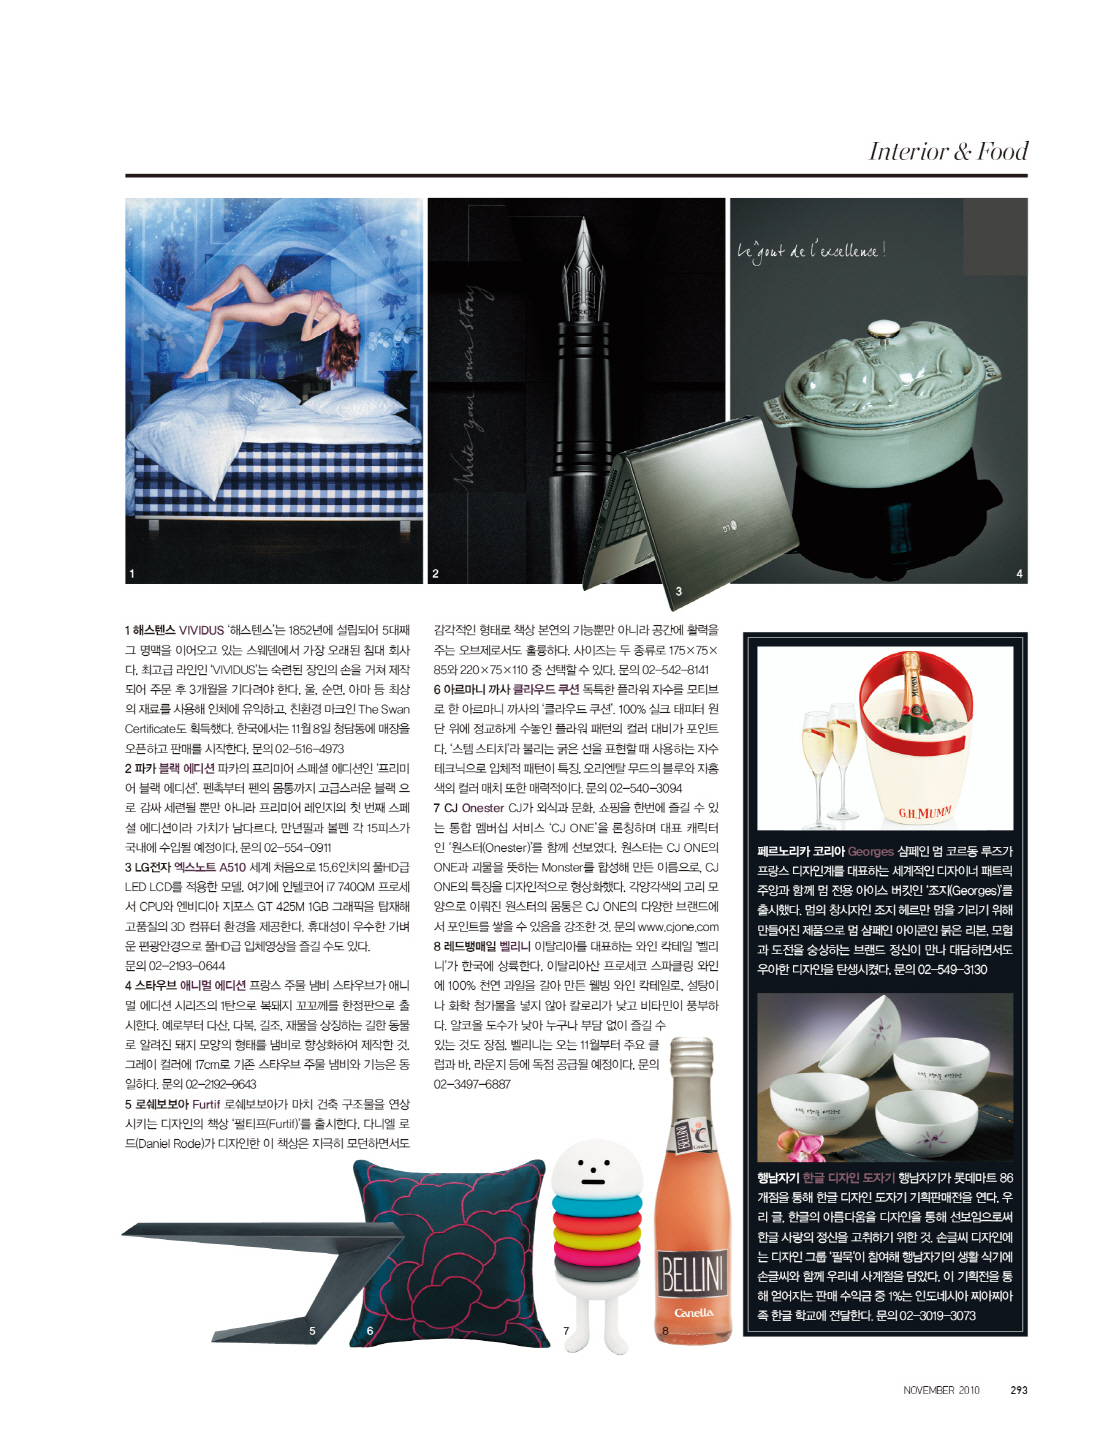 Interior & Food
Le goût de l'excellence !
Write your own story
1
2
3
4
LG
1 해스텐스 VIVIDUS '해스텐스'는 1852년에 설립되어 5대째
그 명맥을 이어오고 있는 스웨덴에서 가장 오래된 침대 회사
다. 최고급 라인인 'VIVIDUS'는 숙련된 장인의 손을 거쳐 제작
되어 주문 후 3개월을 기다려야 한다. 울, 순면, 아마 등 최상
의 재료를 사용해 인체에 유익하고, 친환경 마크인 The Swan
Certificate도 획득했다. 한국에서는 11월 8일 청담동에 매장을
오픈하고 판매를 시작한다. 문의 02-516-4973
2 파카 블랙 에디션 파카의 프리미어 스페셜 에디션인 '프리미
어 블랙 에디션'. 펜촉부터 펜의 몸통까지 고급스러운 블랙 으
로 감싸 세련될 뿐만 아니라 프리미어 레인지의 첫 번째 스페
셜 에디션이라 가치가 남다르다. 만년필과 볼펜 각 15피스가
국내에 수입될 예정이다. 문의 02-554-0911
3 LG전자 엑스노트 A510 세계 처음으로 15.6인치의 풀HD급
LED LCD를 적용한 모델. 여기에 인텔코어 i7 740QM 프로세
서 CPU와 엔비디아 지포스 GT 425M 1GB 그래픽을 탑재해
고품질의 3D 컴퓨터 환경을 제공한다. 휴대성이 우수한 가벼
운 편광안경으로 풀HD급 입체영상을 즐길 수도 있다.
문의 02-2193-0644
4 스타우브 애니멀 에디션 프랑스 주물 냄비 스타우브가 애니
멀 에디션 시리즈의 1탄으로 복돼지 꼬꼬떼를 한정판으로 출
시한다. 예로부터 다산, 다복, 길조, 재물을 상징하는 길한 동물
로 알려진 돼지 모양의 형태를 냄비로 형상화하여 제작한 것.
그레이 컬러에 17cm로 기존 스타우브 주물 냄비와 기능은 동
일하다. 문의 02-2192-9643
5 로쉐보보아 Furtif 로쉐보보아가 마치 건축 구조물을 연상
시키는 디자인의 책상 '펄티프(Furtif)'를 출시한다. 다니엘 로
드(Daniel Rode)가 디자인한 이 책상은 지극히 모던하면서도
감각적인 형태로 책상 본연의 기능뿐만 아니라 공간에 활력을
주는 오브제로서도 훌륭하다. 사이즈는 두 종류로 175×75×
85와 220×75×110 중 선택할 수 있다. 문의 02-542-8141
6 아르마니 까사 클라우드 쿠션 독특한 플라워 자수를 모티브
로 한 아르마니 까사의 '클라우드 쿠션'. 100% 실크 태피터 원
단 위에 정교하게 수놓인 플라워 패턴의 컬러 대비가 포인트
다. '스템 스티치'라 불리는 굵은 선을 표현할 때 사용하는 자수
테크닉으로 입체적 패턴이 특징. 오리엔탈 무드의 블루와 자홍
색의 컬러 매치 또한 매력적이다. 문의 02-540-3094
7 CJ Onester CJ가 외식과 문화, 쇼핑을 한번에 즐길 수 있
는 통합 멤버십 서비스 'CJ ONE'을 론칭하며 대표 캐릭터
인 '원스터(Onester)'를 함께 선보였다. 원스터는 CJ ONE의
ONE과 괴물을 뜻하는 Monster를 합성해 만든 이름으로, CJ
ONE의 특징을 디자인적으로 형상화했다. 각양각색의 고리 모
양으로 이뤄진 원스터의 몸통은 CJ ONE의 다양한 브랜드에
서 포인트를 쌓을 수 있음을 강조한 것. 문의 www.cjone.com
8 레드뱅매일 벨리니 이탈리아를 대표하는 와인 칵테일 '벨리
니'가 한국에 상륙한다. 이탈리아산 프로세코 스파클링 와인
에 100% 천연 과일을 갈아 만든 웰빙 와인 칵테일로, 설탕이
나 화학 첨가물을 넣지 않아 칼로리가 낮고 비타민이 풍부하
다. 알코올 도수가 낮아 누구나 부담 없이 즐길 수
있는 것도 장점. 벨리니는 오는 11월부터 주요 클
럽과 바, 라운지 등에 독점 공급될 예정이다. 문의
02-3497-6887
5
6
7
8
Canella
BELLINI
Canella
MUMM
G.H.MUMM
페르노리카 코리아 Georges 샴페인 멈 코르동 루즈가
프랑스 디자인계를 대표하는 세계적인 디자이너 패트릭
주앙과 함께 멈 전용 아이스 버킷인 '조지(Georges)'를
출시했다. 멈의 창시자인 조지 헤르만 멈을 기리기 위해
만들어진 제품으로 멈 샴페인 아이콘인 붉은 리본, 모험
과 도전을 숭상하는 브랜드 정신이 만나 대담하면서도
우아한 디자인을 탄생시켰다. 문의 02-549-3130
행남자기 한글 디자인 도자기 행남자기가 롯데마트 86
개점을 통해 한글 디자인 도자기 기획판매전을 연다. 우
리 글, 한글의 아름다움을 디자인을 통해 선보임으로써
한글 사랑의 정신을 고취하기 위한 것. 손글씨 디자인에
는 디자인 그룹 '필묵'이 참여해 행남자기의 생활 식기에
손글씨와 함께 우리네 사계절을 담았다. 이 기획전을 통
해 얻어지는 판매 수익금 중 1%는 인도네시아 찌아찌아
족 한글 학교에 전달한다. 문의 02-3019-3073
NOVEMBER 2010 293